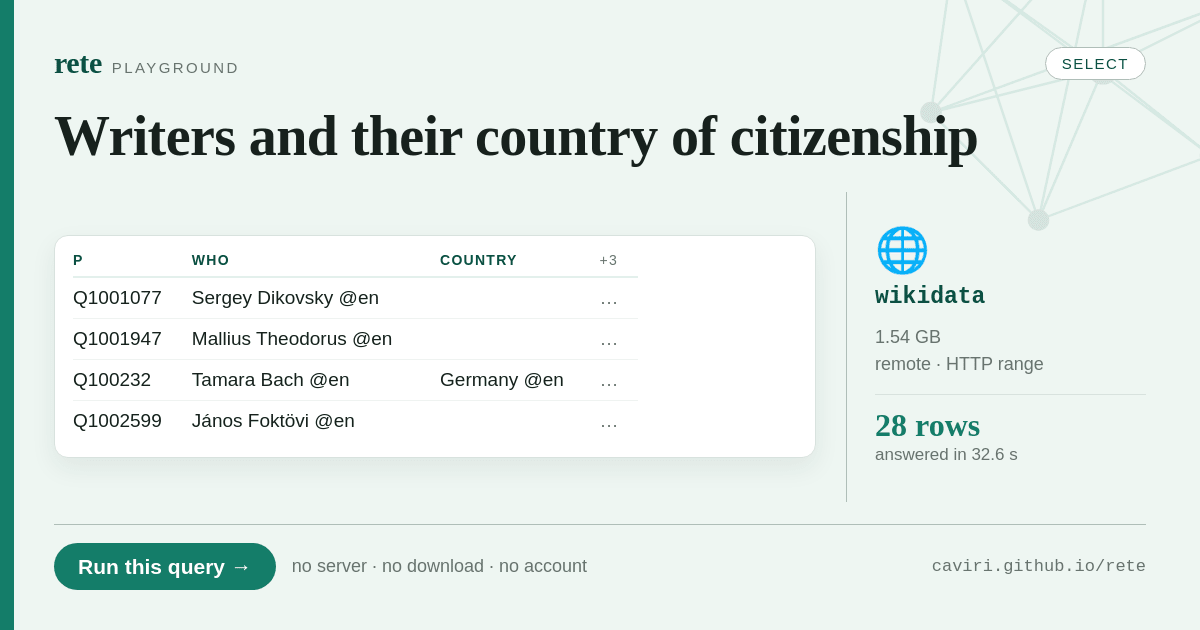 rete PLAYGROUND
SELECT
Writers and their country of citizenship
P WHO COUNTRY +3
Q1001077 Sergey Dikovsky @en …
Q1001947 Mallius Theodorus @en …
Q100232 Tamara Bach @en Germany @en …
Q1002599 János Foktövi @en …
wikidata
1.54 GB
remote · HTTP range
28 rows
answered in 32.6 s
Run this query →
no server · no download · no account
caviri.github.io/rete